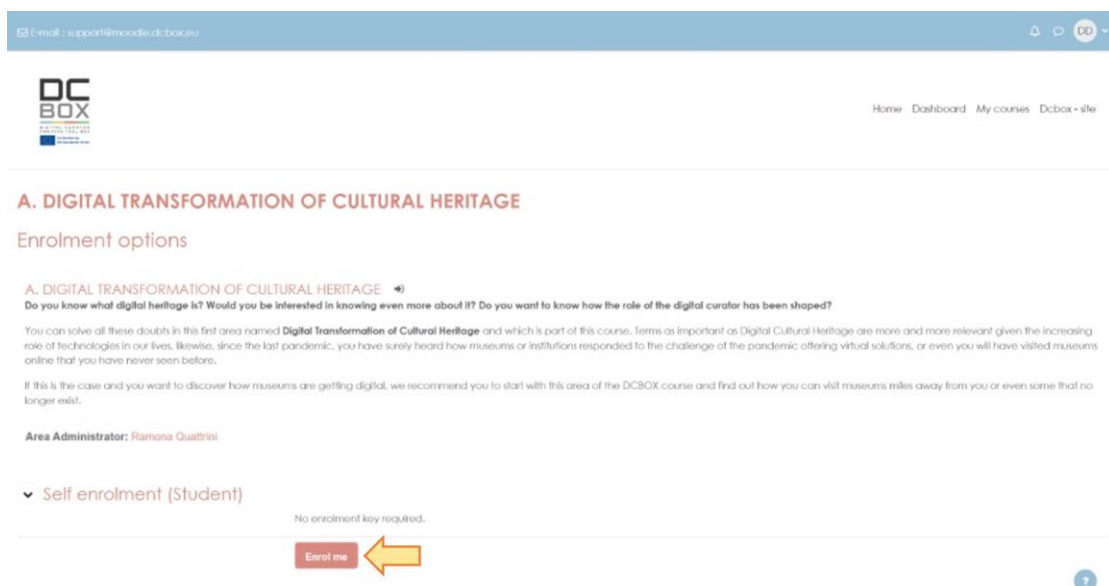 E-mail : support@moodle.dcbox.eu
DD
DC
BOX
Home Dashboard My courses Dcbox - site
A. DIGITAL TRANSFORMATION OF CULTURAL HERITAGE
Enrolment options
A. DIGITAL TRANSFORMATION OF CULTURAL HERITAGE
Do you know what digital heritage is? Would you be interested in knowing even more about it? Do you want to know how the role of the digital curator has been shaped?
You can solve all these doubts in this first area named Digital Transformation of Cultural Heritage and which is part of this course. Terms as important as Digital Cultural Heritage are more and more relevant given the increasing
role of technologies in our lives. likewise, since the last pandemic, you have surely heard how museums or institutions responded to the challenge of the pandemic offering virtual solutions, or even you will have visited museums
online that you have never seen before.
If this is the case and you want to discover how museums are getting digital, we recommend you to start with this area of the DCBOX course and find out how you can visit museums miles away from you or even some that no
longer exist.
Area Administrator: Ramona Quattrini
Self enrolment (Student)
No enrolment key required.
Enrol me
?